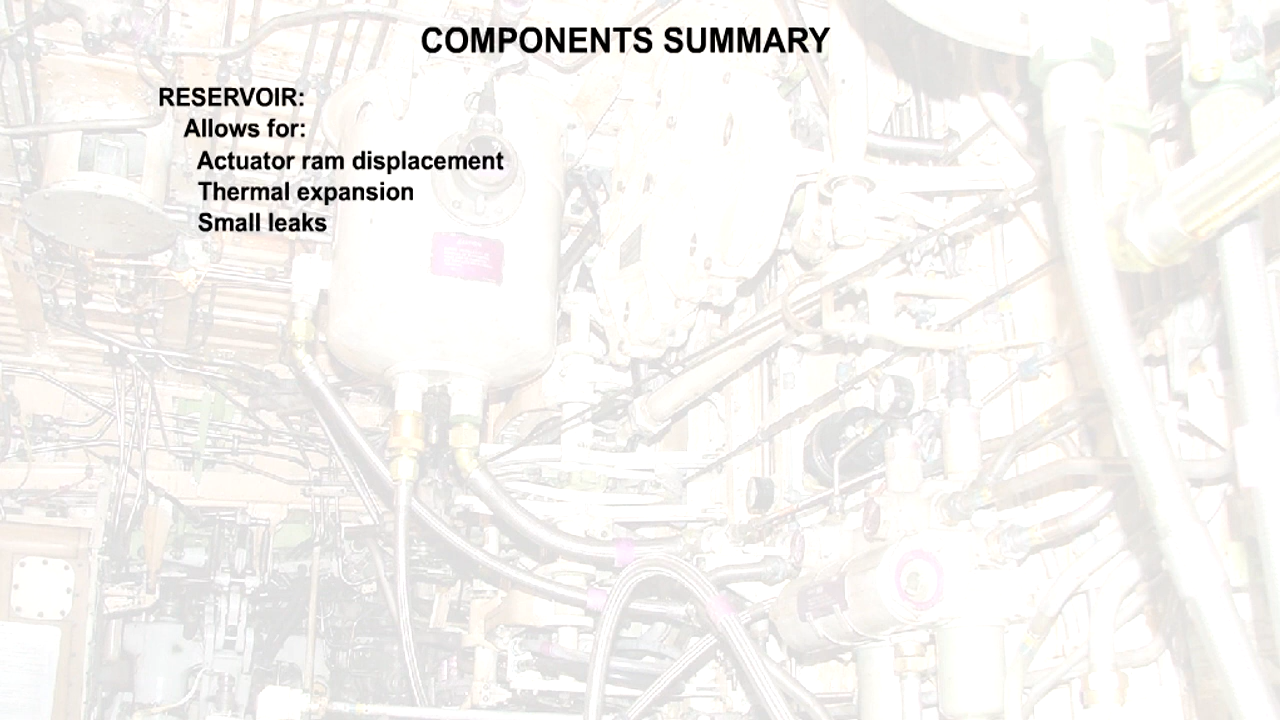 COMPONENTS SUMMARY
RESERVOIR:
Allows for:
Actuator ram displacement
Thermal expansion
Small leaks